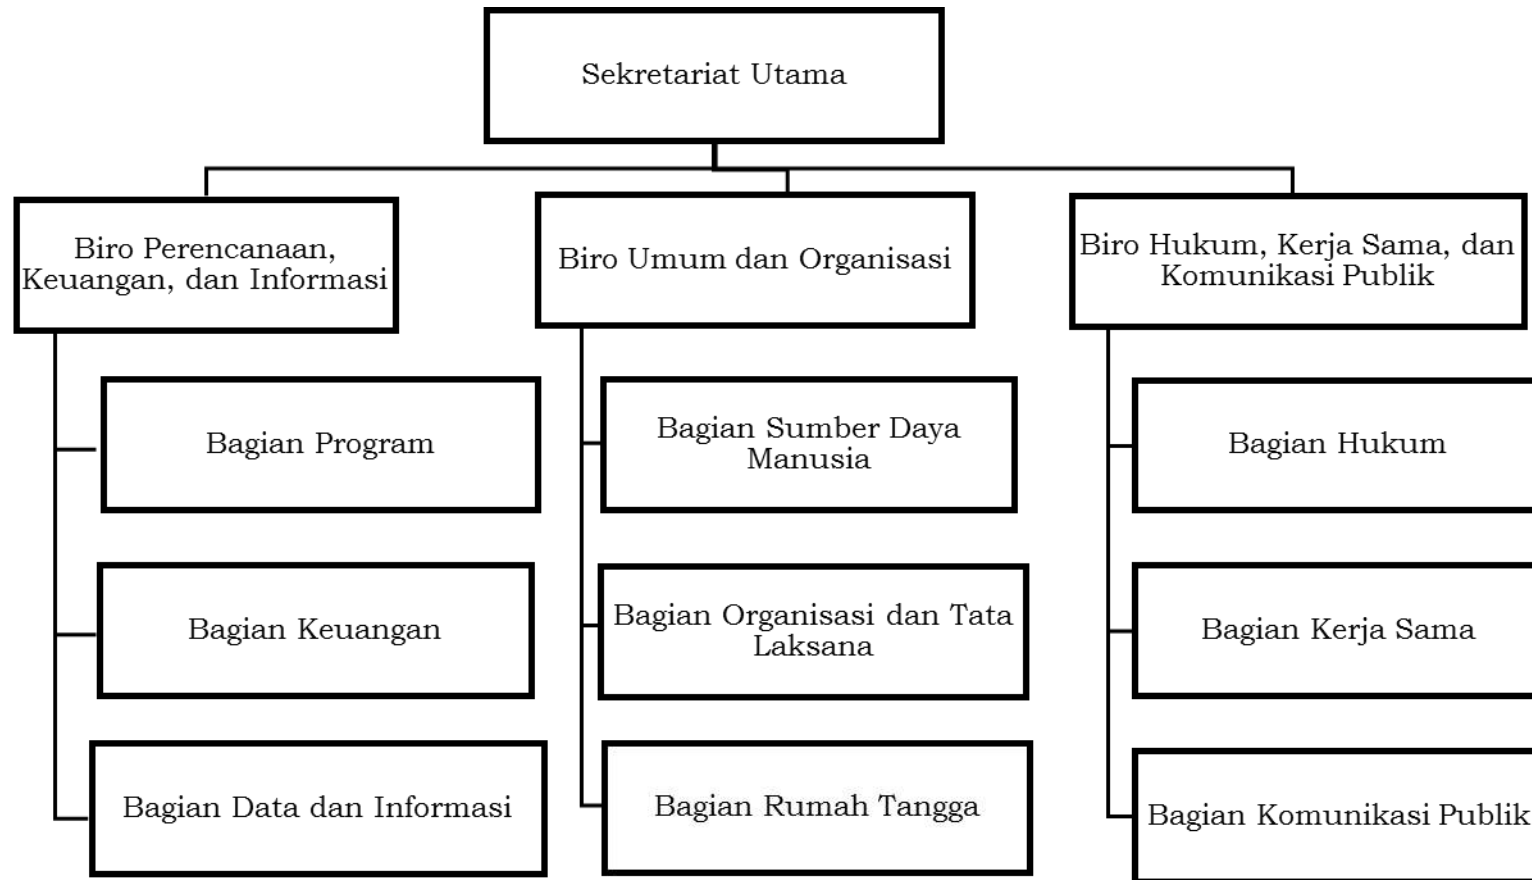 Sekretariat Utama
Biro Perencanaan,
Keuangan, dan Informasi
Biro Umum dan Organisasi
Biro Hukum, Kerja Sama, dan
Komunikasi Publik
Bagian Program
Bagian Sumber Daya
Manusia
Bagian Hukum
Bagian Keuangan
Bagian Organisasi dan Tata
Laksana
Bagian Kerja Sama
Bagian Data dan Informasi
Bagian Rumah Tangga
Bagian Komunikasi Publik